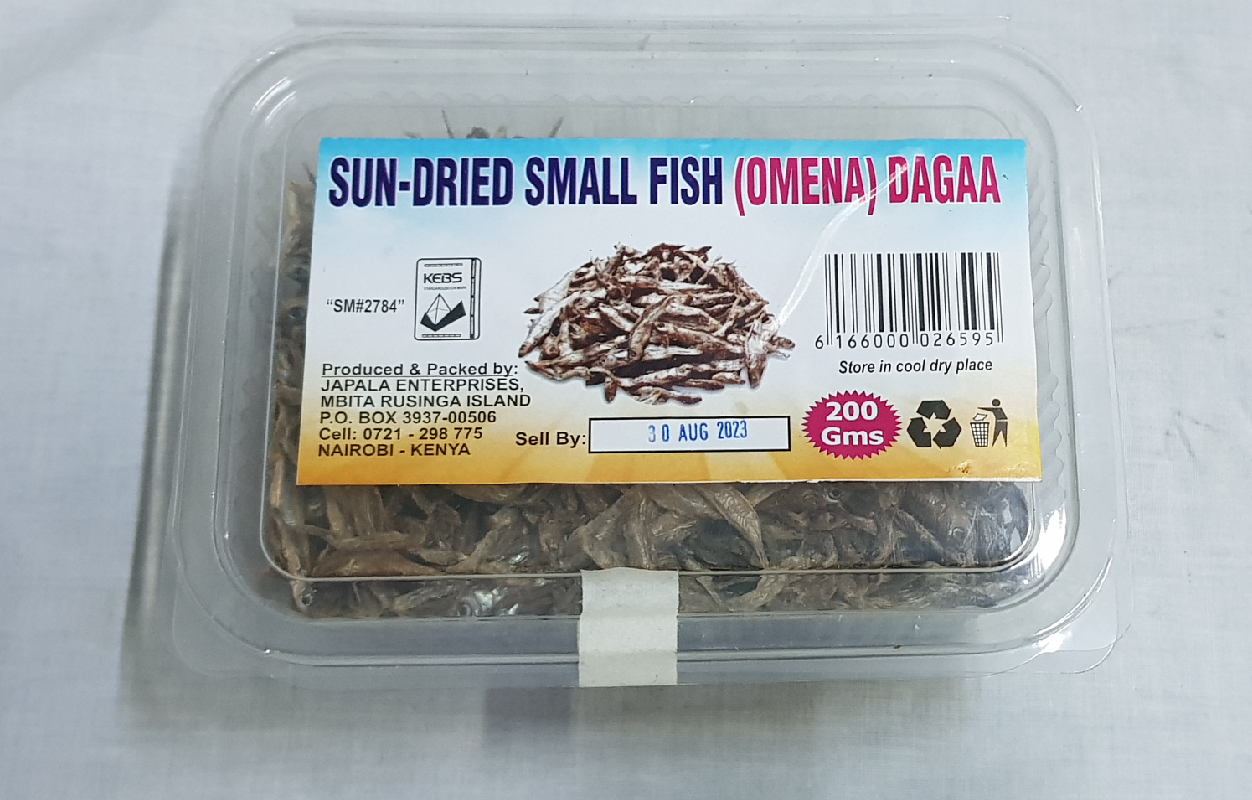 SUN-DRIED SMALL FISH (OMENA) DAGAA
KEBS
"SM#2784"
6 166000 026595
Store in cool dry place
Produced & Packed by:
JAPALA ENTERPRISES,
MBITA RUSINGA ISLAND
P.O. BOX 3937-00506
Cell: 0721 - 298 775
NAIROBI - KENYA
Sell By: 30 AUG 2023
200
Gms